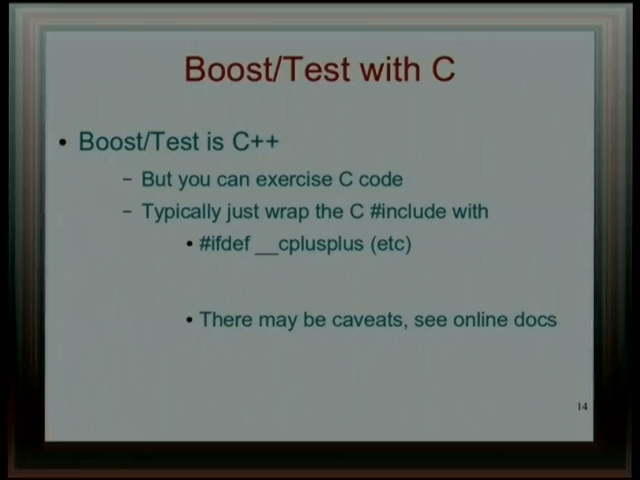 Boost/Test with C
• Boost/Test is C++
– But you can exercise C code
– Typically just wrap the C #include with
• #ifdef __cplusplus (etc)
• There may be caveats, see online docs
14